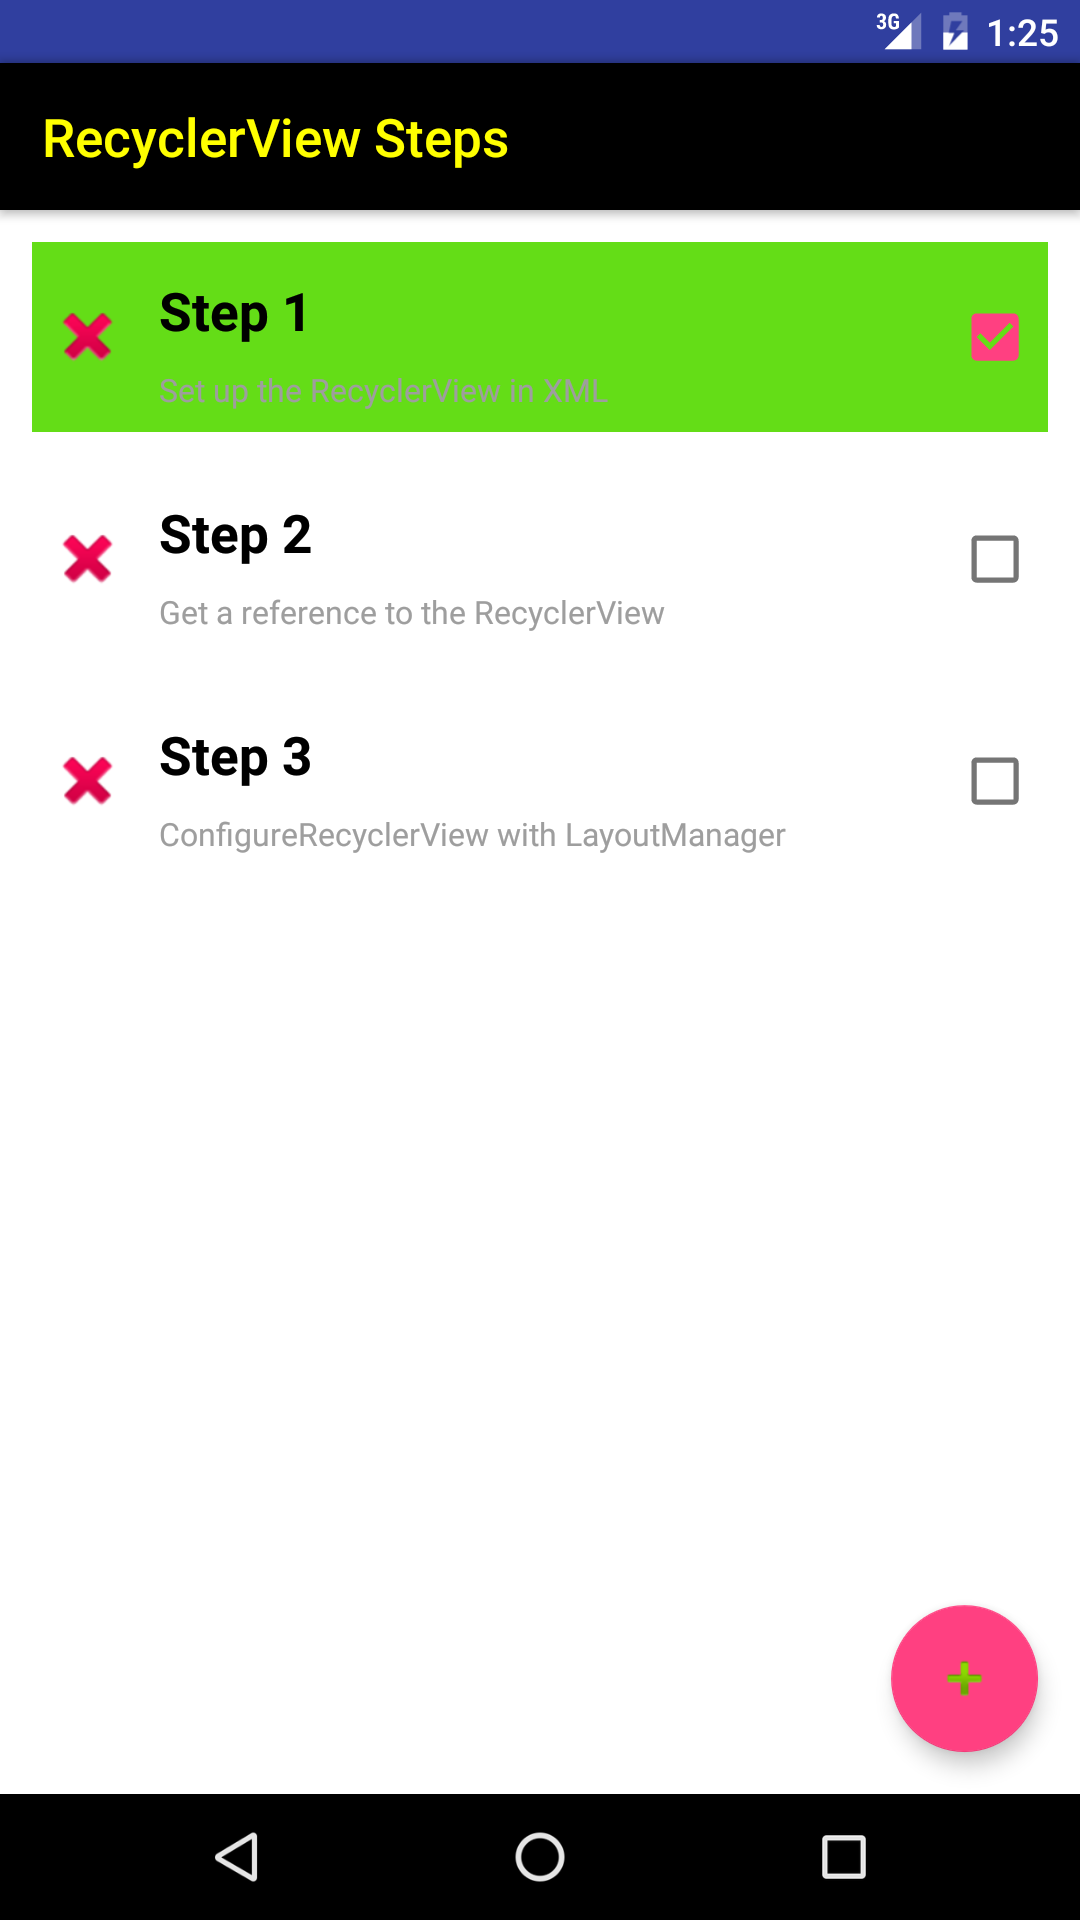 3G 1:25
RecyclerView Steps
Step 1
Set up the RecyclerView in XML
Step 2
Get a reference to the RecyclerView
Step 3
ConfigureRecyclerView with LayoutManager